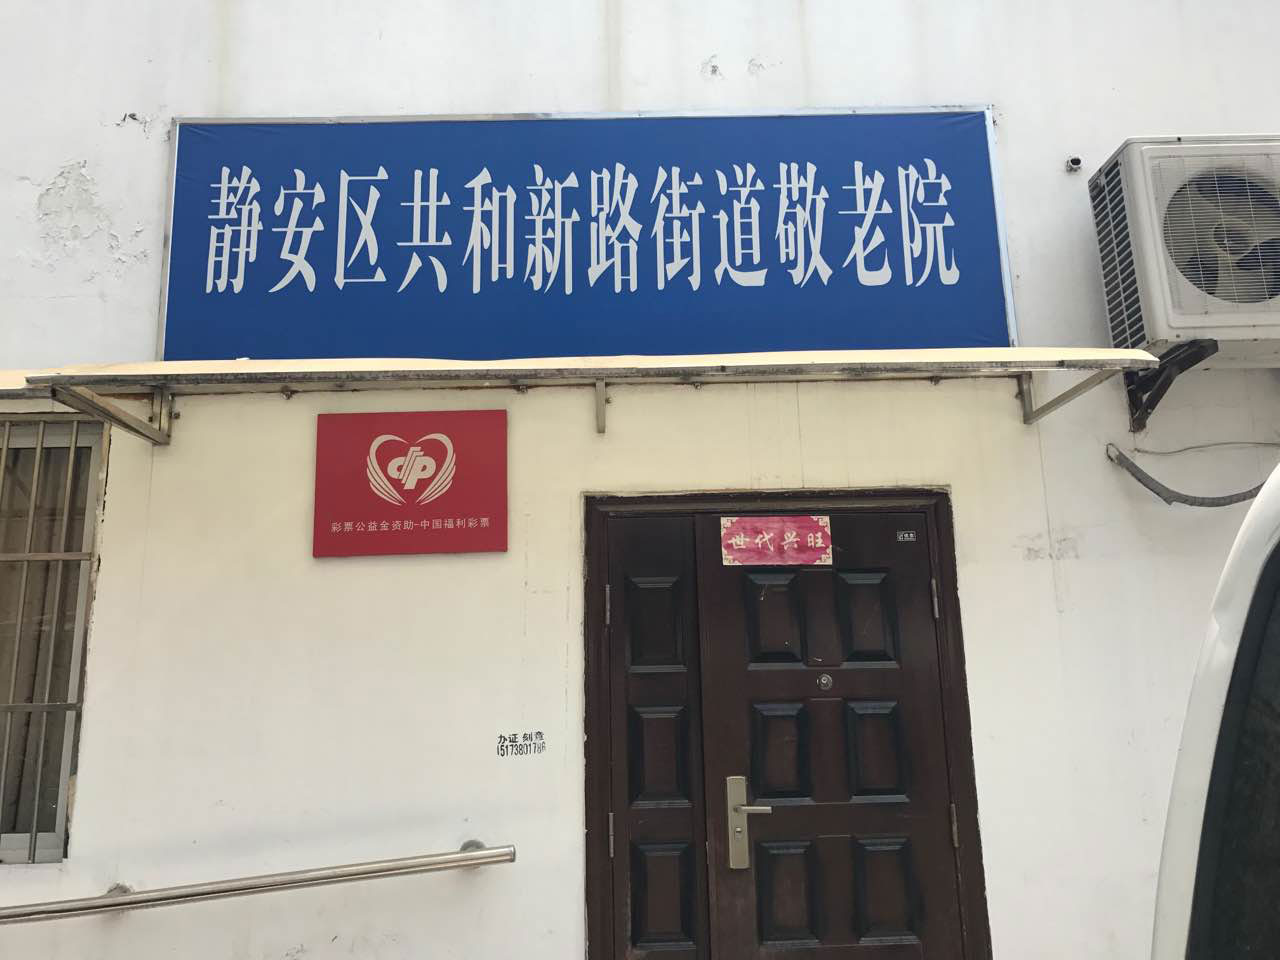 静安区共和新路街道敬老院
彩票公益金资助-中国福利彩票
世代兴旺
办证 刻章
15173801786